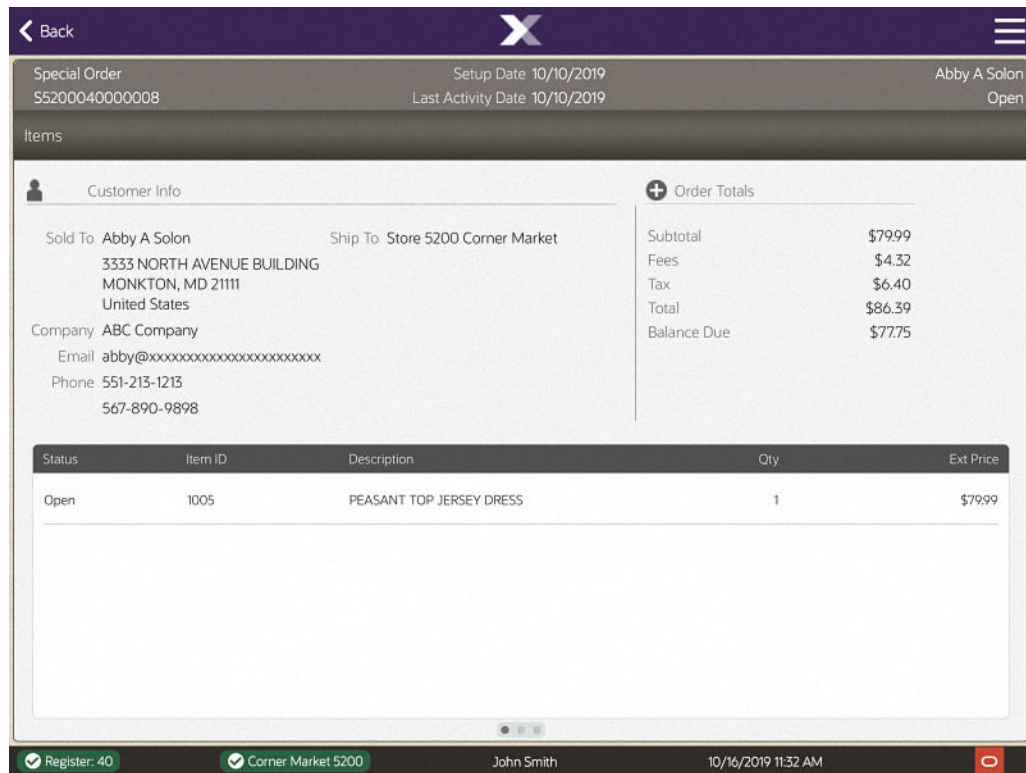 Back
Special Order Setup Date 10/10/2019 Abby A Solon
S5200040000008 Last Activity Date 10/10/2019 Open
Items
Customer Info
Sold To Abby A Solon Ship To Store 5200 Corner Market
3333 NORTH AVENUE BUILDING
MONKTON, MD 21111
United States
Company ABC Company
Email abby@xxxxxxxxxxxxxxxxxxxxxxx
Phone 551-213-1213
567-890-9898
Order Totals
Subtotal $79.99
Fees $4.32
Tax $6.40
Total $86.39
Balance Due $77.75
Status Item ID Description Qty Ext Price
Open 1005 PEASANT TOP JERSEY DRESS 1 $79.99
Register: 40 Corner Market 5200 John Smith 10/16/2019 11:32 AM